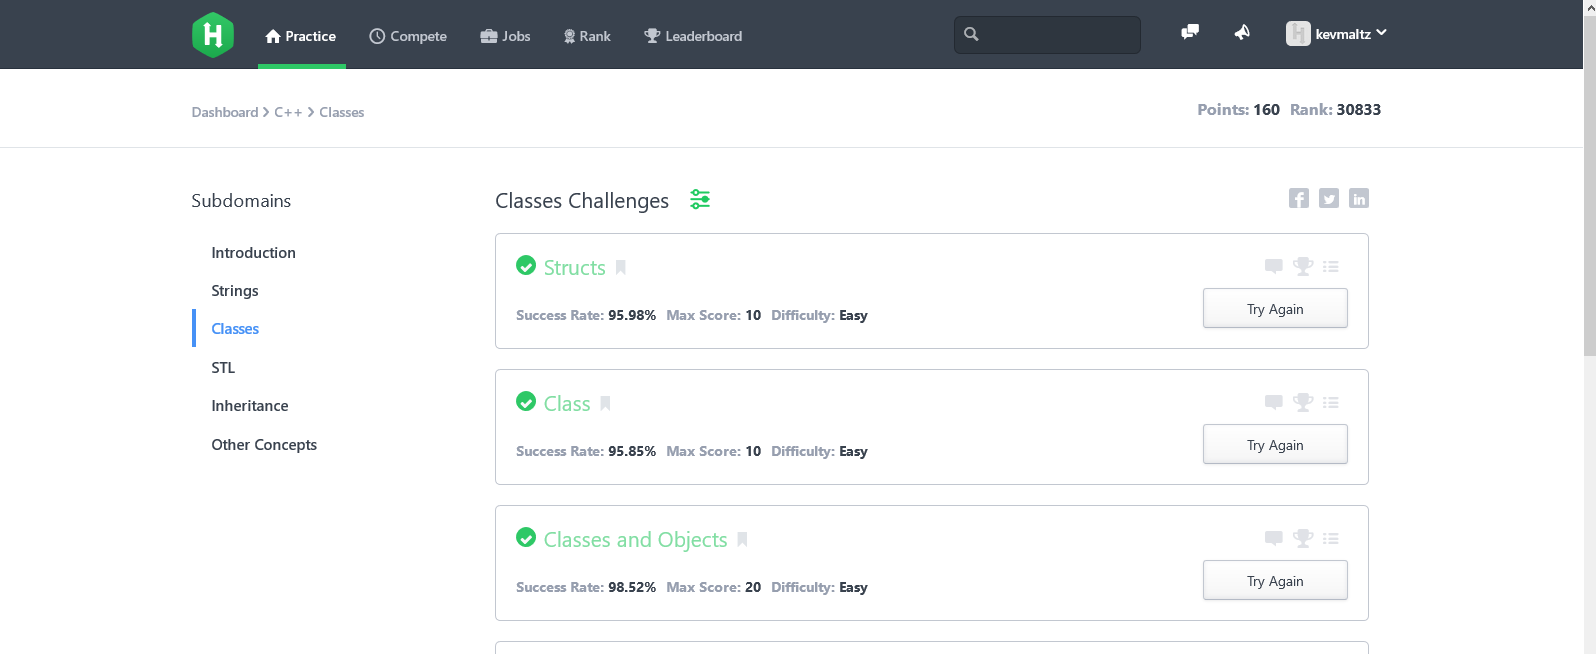 H Practice Compete Jobs Rank Leaderboard kevmaltz
Dashboard > C++ > Classes Points: 160 Rank: 30833
Subdomains
Introduction
Strings
Classes
STL
Inheritance
Other Concepts
Classes Challenges
Structs
Success Rate: 95.98% Max Score: 10 Difficulty: Easy
Try Again
Class
Success Rate: 95.85% Max Score: 10 Difficulty: Easy
Try Again
Classes and Objects
Success Rate: 98.52% Max Score: 20 Difficulty: Easy
Try Again